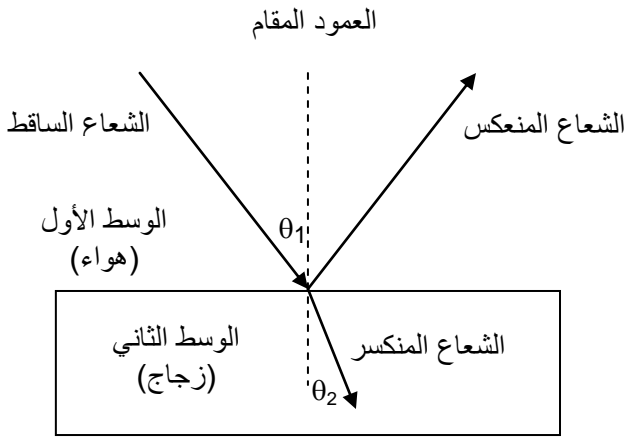 العمود المقام
الشعاع الساقط
الشعاع المنعكس
الوسط الأول
(هواء)
θ1
الوسط الثاني
(زجاج)
الشعاع المنكسر
θ2